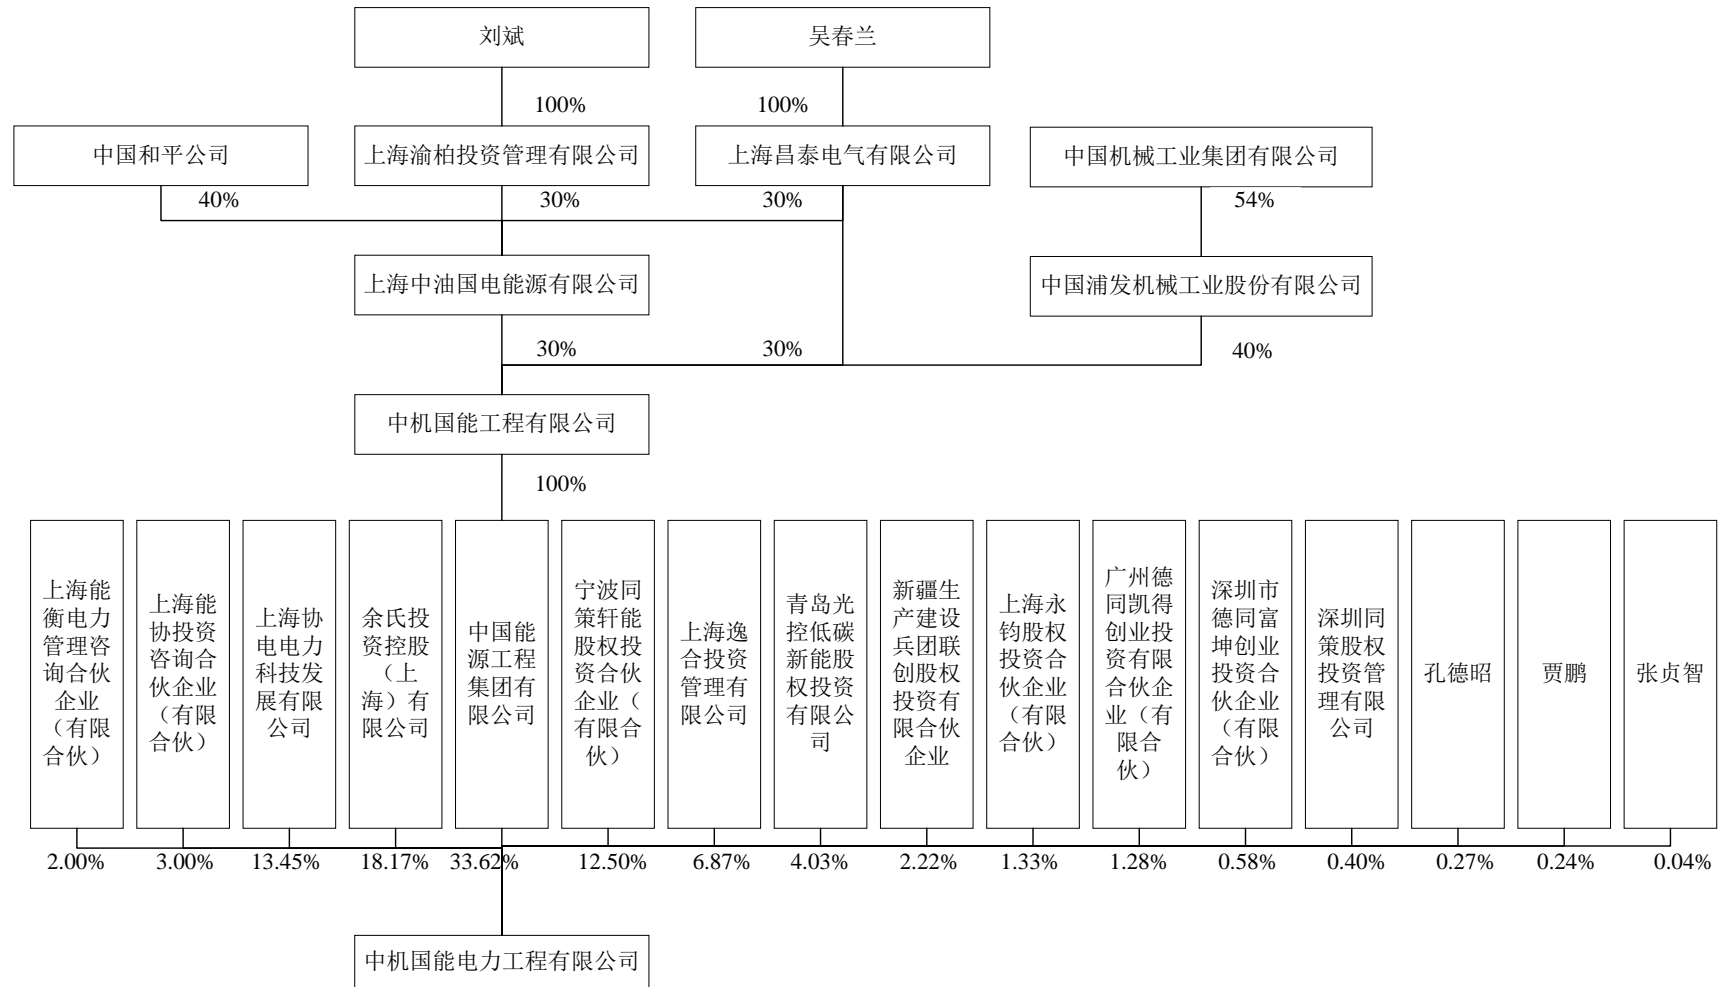 刘斌
吴春兰
100%
100%
中国和平公司
上海渝柏投资管理有限公司
上海昌泰电气有限公司
中国机械工业集团有限公司
40%
30%
30%
54%
上海中油国电能源有限公司
中国浦发机械工业股份有限公司
30%
30%
40%
中机国能工程有限公司
100%
上海能
衡电力
管理咨
询合伙
企业
（有限
合伙）
上海能
协投资
咨询合
伙企业
（有限
合伙）
上海协
电电力
科技发
展有限
公司
余氏投
资控股
（上
海）有
限公司
中国能
源工程
集团有
限公司
宁波同
策轩能
股权投
资合伙
企业（
有限合
伙）
上海逸
合投资
管理有
限公司
青岛光
控低碳
新能股
权投资
有限公
司
新疆生
产建设
兵团联
创股权
投资有
限合伙
企业
上海永
钧股权
投资合
伙企业
（有限
合伙）
广州德
同凯得
创业投
资有限
合伙企
业（有
限合
伙）
深圳市
德同富
坤创业
投资合
伙企业
（有限
合伙）
深圳同
策股权
投资管
理有限
公司
孔德昭
贾鹏
张贞智
2.00%
3.00%
13.45%
18.17%
33.62%
12.50%
6.87%
4.03%
2.22%
1.33%
1.28%
0.58%
0.40%
0.27%
0.24%
0.04%
中机国能电力工程有限公司